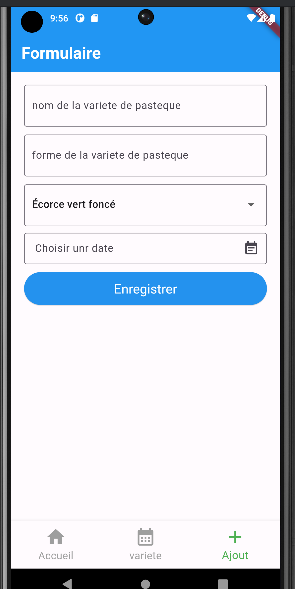 9:56
DEBUG
Formulaire
nom de la variete de pasteque
forme de la variete de pasteque
Écorce vert foncé
Choisir unr date
Enregistrer
Accueil
variete
Ajout